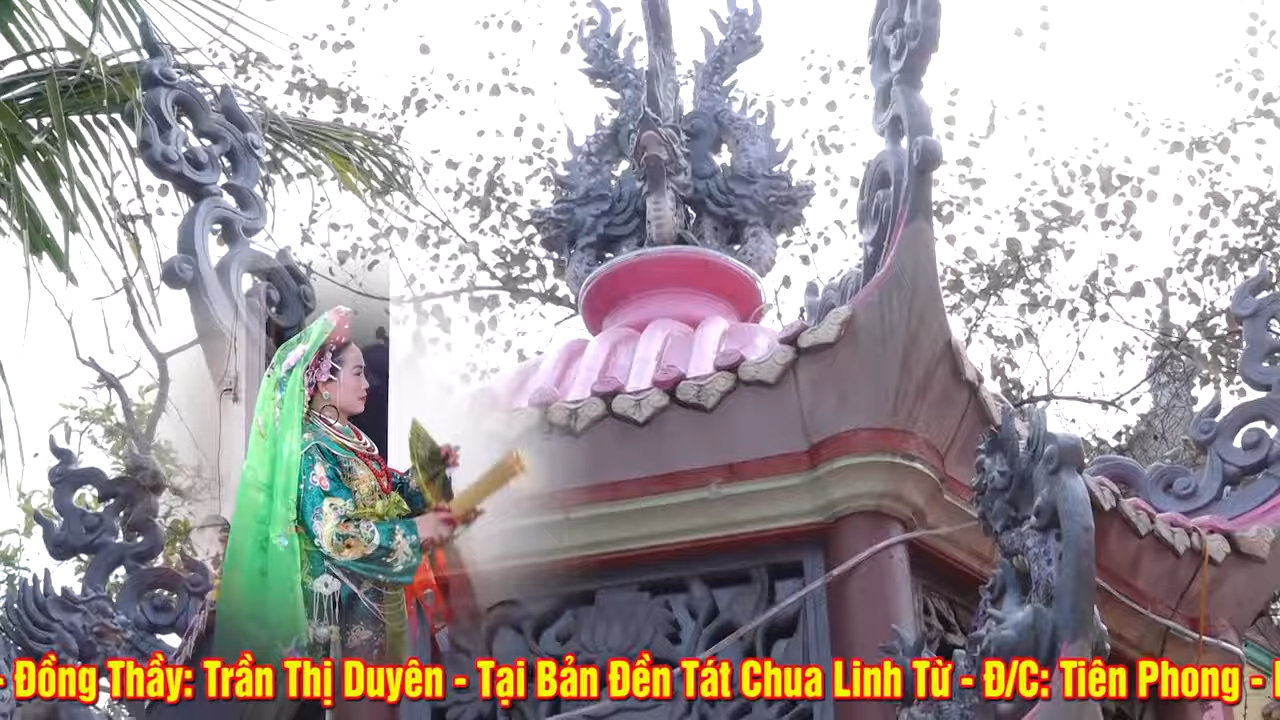 - Đồng Thầy: Trần Thị Duyên - Tại Bản Đền Tát Chua Linh Từ - Đ/C: Tiên Phong -